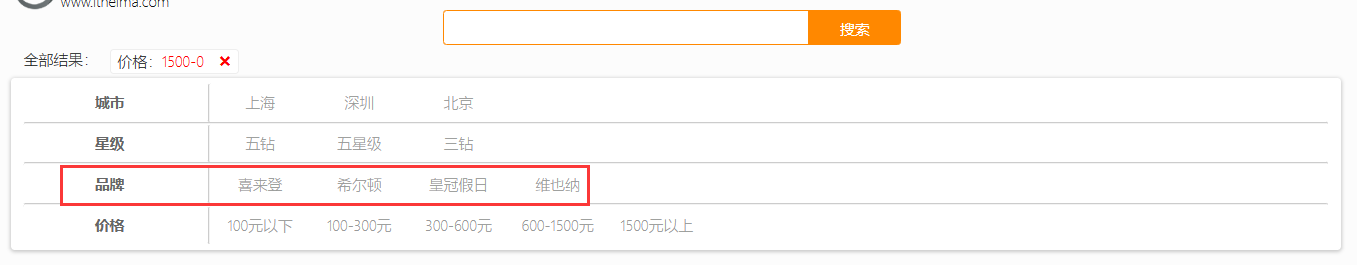 www.itheima.com
搜索
全部结果： 价格：1500-0 ×
城市 上海 深圳 北京
星级 五钻 五星级 三钻
品牌 喜来登 希尔顿 皇冠假日 维也纳
价格 100元以下 100-300元 300-600元 600-1500元 1500元以上